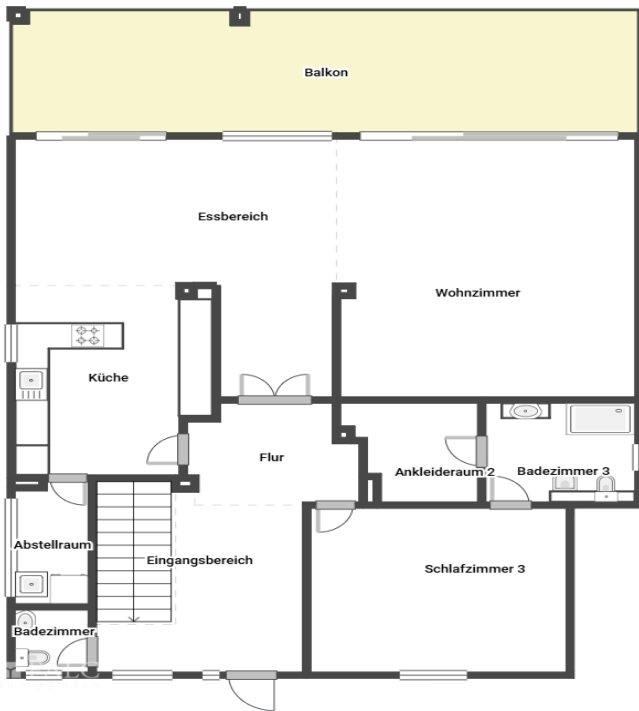 Balkon
Essbereich
Wohnzimmer
Küche
Flur
Ankleideraum 2
Badezimmer 3
Abstellraum
Eingangsbereich
Schlafzimmer 3
Badezimmer